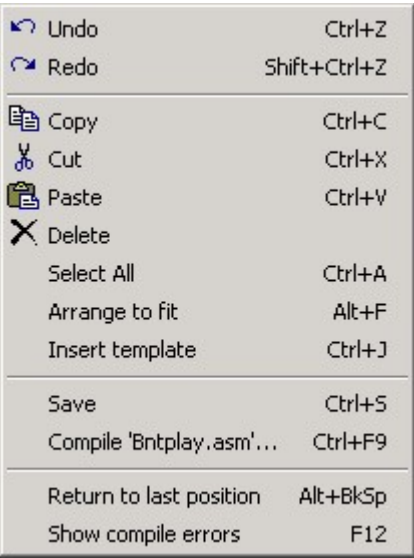 Undo Ctrl+Z
Redo Shift+Ctrl+Z
Copy Ctrl+C
Cut Ctrl+X
Paste Ctrl+V
Delete
Select All Ctrl+A
Arrange to fit Alt+F
Insert template Ctrl+J
Save Ctrl+S
Compile 'Bntplay.asm'... Ctrl+F9
Return to last position Alt+BkSp
Show compile errors F12